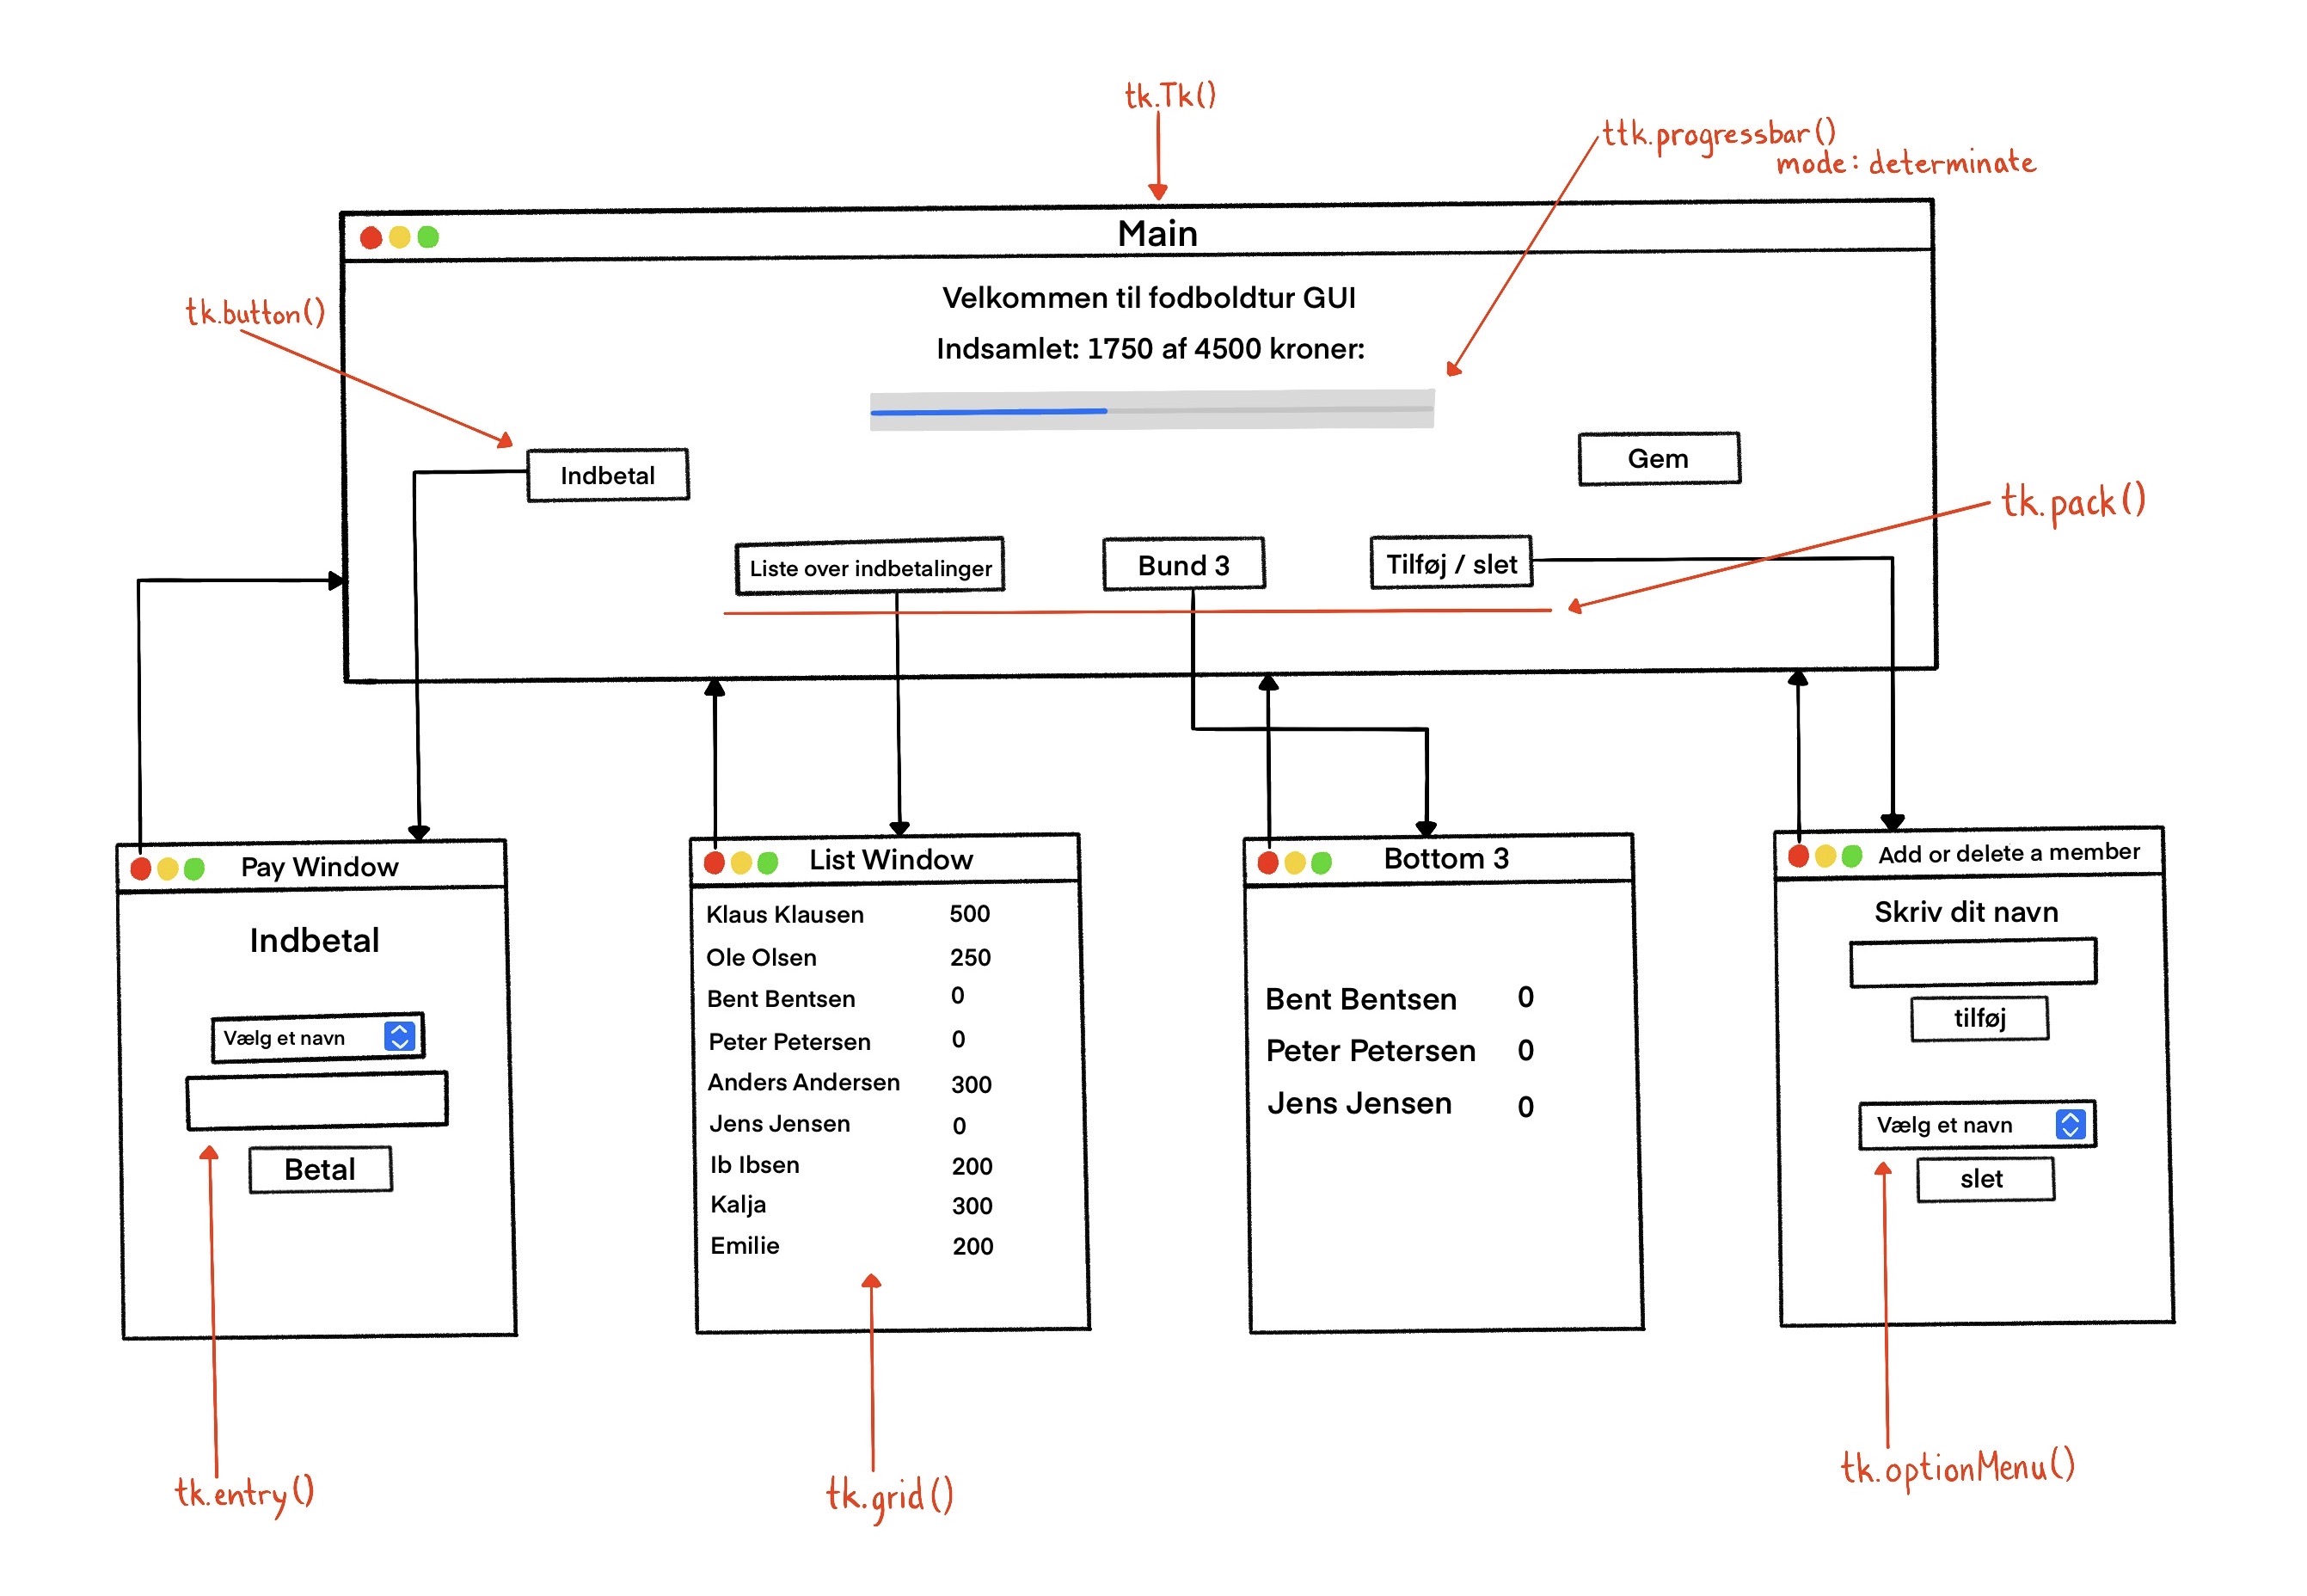 tk.Tk()
ttk.progressbar()
mode: determinate
Main
Velkommen til fodboldtur GUI
tk.button()
Indsamlet: 1750 af 4500 kroner:
Indbetal
Gem
tk.pack()
Liste over indbetalinger
Bund 3
Tilføj / slet
Pay Window
Indbetal
Vælg et navn
Betal
tk.entry()
List Window
Klaus Klausen 500
Ole Olsen 250
Bent Bentsen 0
Peter Petersen 0
Anders Andersen 300
Jens Jensen 0
Ib Ibsen 200
Kalja 300
Emilie 200
tk.grid()
Bottom 3
Bent Bentsen 0
Peter Petersen 0
Jens Jensen 0
Add or delete a member
Skriv dit navn
tilføj
Vælg et navn
slet
tk.optionMenu()